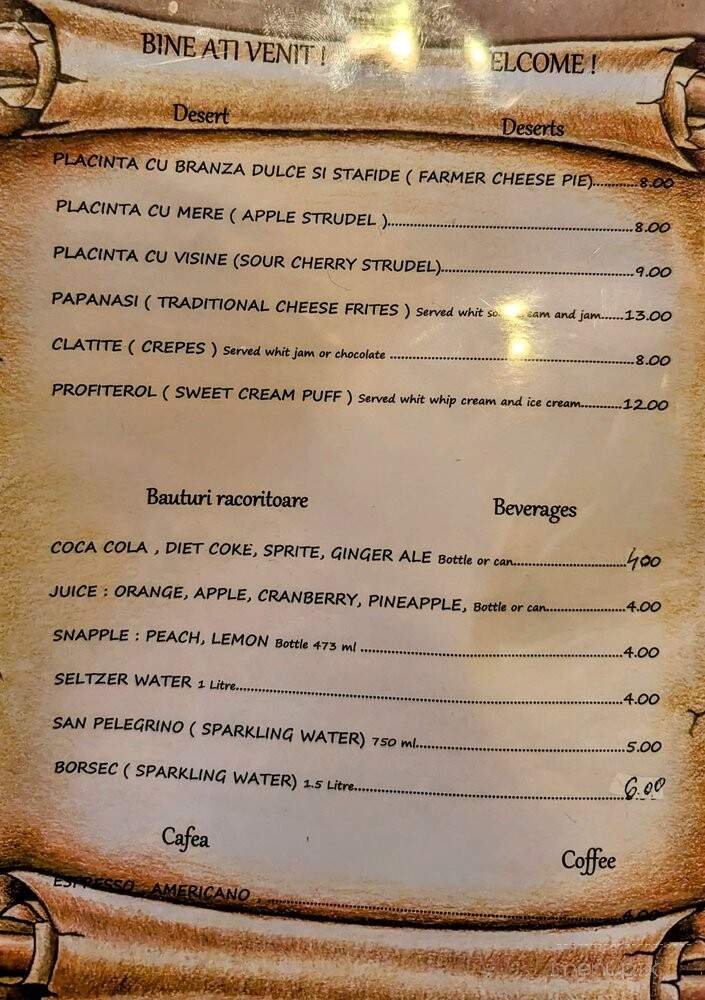 BINE ATI VENIT ! ELCOME !
Desert Deserts
PLACINTA CU BRANZA DULCE SI STAFIDE ( FARMER CHEESE PIE)..........8.00
PLACINTA CU MERE ( APPLE STRUDEL )..........8.00
PLACINTA CU VISINE (SOUR CHERRY STRUDEL)..........9.00
PAPANASI ( TRADITIONAL CHEESE FRITES ) Served whit and jam......13.00
CLATITE ( CREPES ) Served whit jam or chocolate ..........8.00
PROFITEROL ( SWEET CREAM PUFF ) Served whit whip cream and ice cream..........12.00
Bauturi racoritoare Beverages
COCA COLA , DIET COKE, SPRITE, GINGER ALE Bottle or can..........4.00
JUICE : ORANGE, APPLE, CRANBERRY, PINEAPPLE, Bottle or can..........4.00
SNAPPLE : PEACH, LEMON Bottle 473 ml ..........4.00
SELTZER WATER 1 Litre..........4.00
SAN PELEGRINO ( SPARKLING WATER) 750 ml..........5.00
BORSEC ( SPARKLING WATER) 1.5 Litre..........6.00
Cafea Coffee
ESPRESSO , AMERICANO , ..........4.00